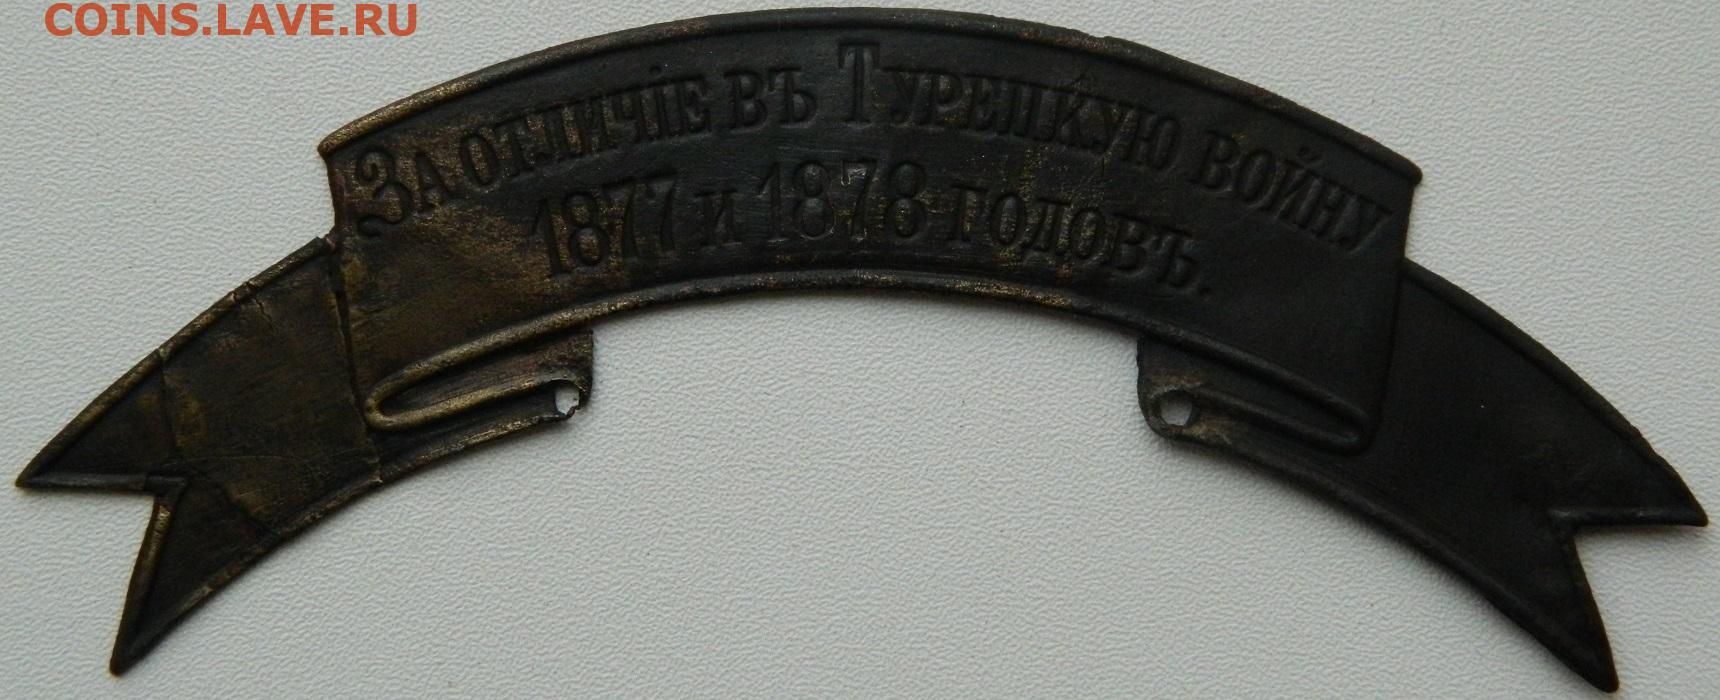 COINS.LAVE.RU
За отличіе въ Турецкую войну
1877 и 1878 годовъ.